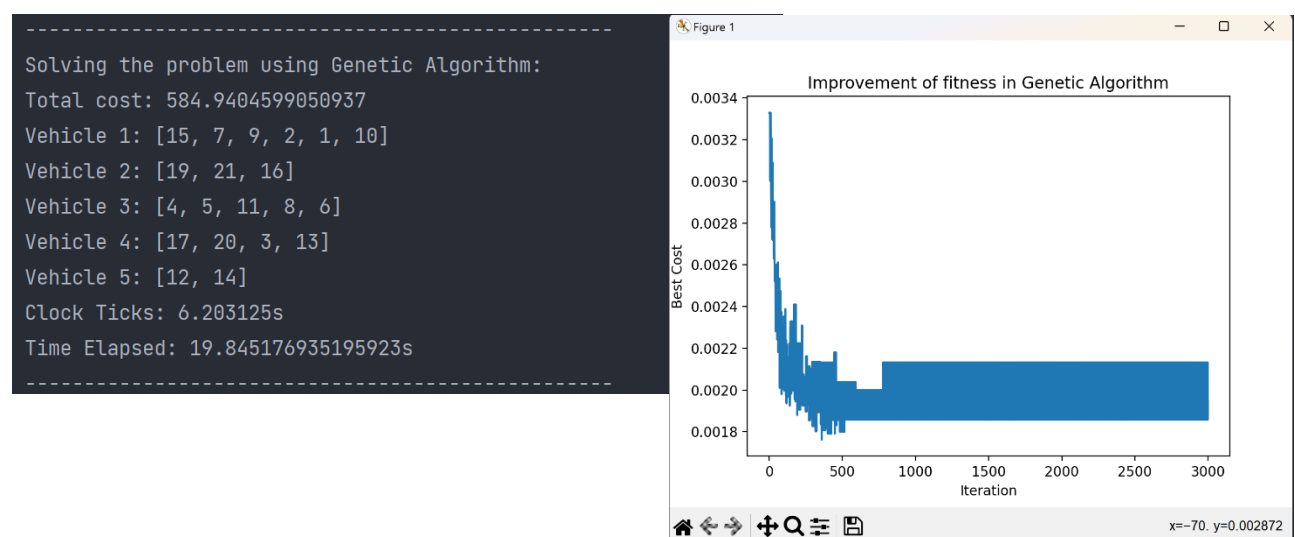 ------------------------------------------------
Solving the problem using Genetic Algorithm:
Total cost: 584.9404599050937
Vehicle 1: [15, 7, 9, 2, 1, 10]
Vehicle 2: [19, 21, 16]
Vehicle 3: [4, 5, 11, 8, 6]
Vehicle 4: [17, 20, 3, 13]
Vehicle 5: [12, 14]
Clock Ticks: 6.203125s
Time Elapsed: 19.845176935195923s
------------------------------------------------
Figure 1
Improvement of fitness in Genetic Algorithm
0.0034
0.0032
0.0030
0.0028
0.0026
0.0024
0.0022
0.0020
0.0018
Best Cost
0 500 1000 1500 2000 2500 3000
Iteration
x=-70. y=0.002872